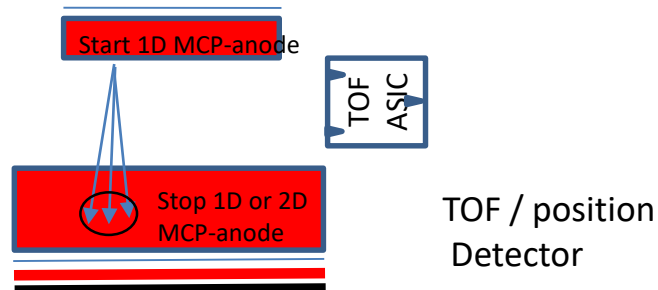 Start 1D MCP-anode
TOF
ASIC
Stop 1D or 2D
MCP-anode
TOF / position
Detector